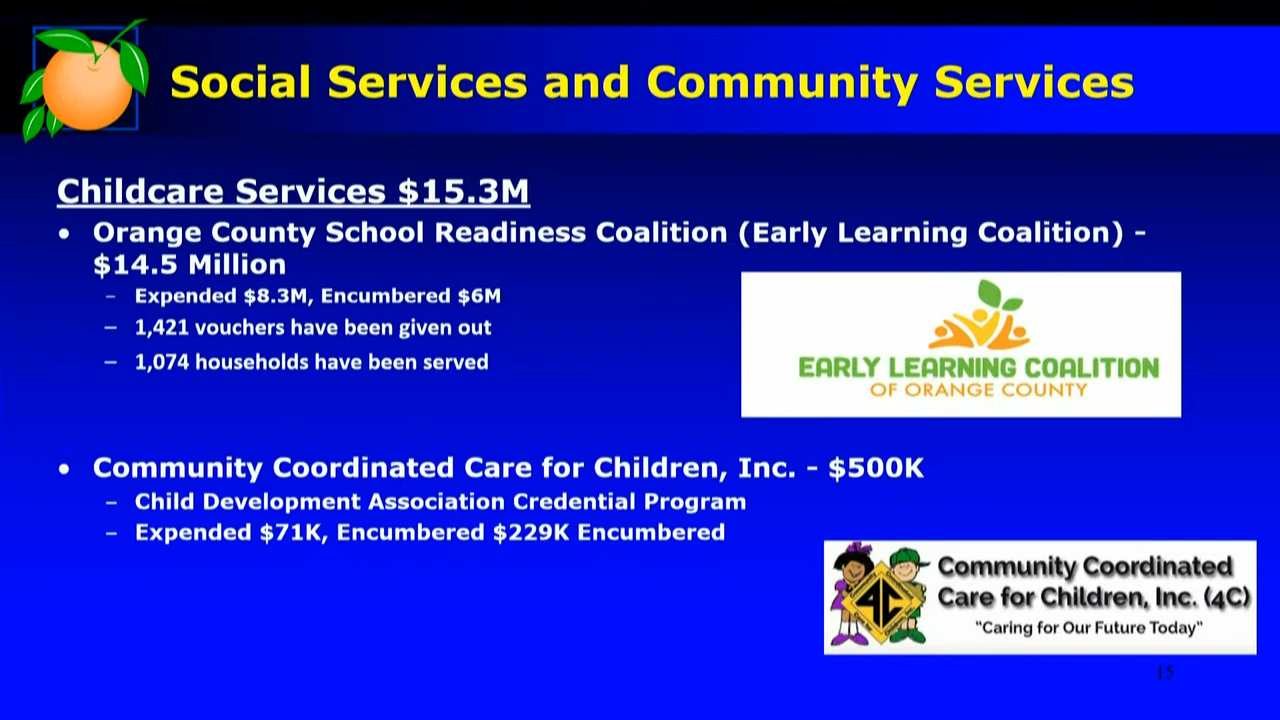 Social Services and Community Services
Childcare Services $15.3M
• Orange County School Readiness Coalition (Early Learning Coalition) -
$14.5 Million
– Expended $8.3M, Encumbered $6M
– 1,421 vouchers have been given out
– 1,074 households have been served
EARLY LEARNING COALITION
OF ORANGE COUNTY
• Community Coordinated Care for Children, Inc. - $500K
– Child Development Association Credential Program
– Expended $71K, Encumbered $229K Encumbered
4C
Community Coordinated
Care for Children, Inc. (4C)
“Caring for Our Future Today”
15